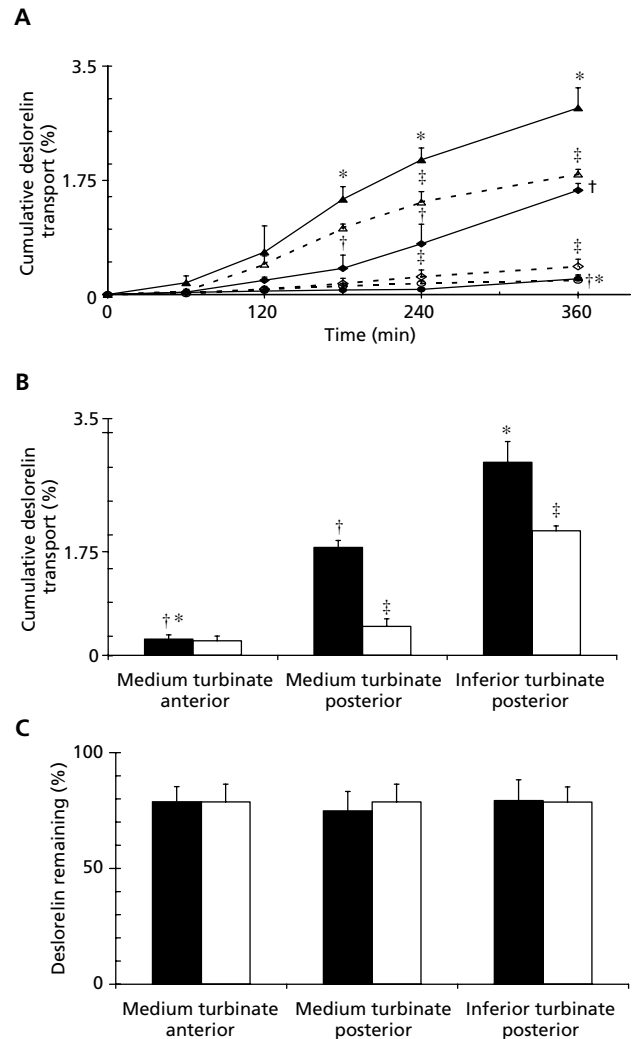 A
Cumulative deslorelin
transport (%)
3.5
1.75
0
*
*
*
‡
‡
†
†
†
‡
‡
†*
0
120
240
360
Time (min)
B
Cumulative deslorelin
transport (%)
3.5
1.75
0
†*
†
‡
*
‡
Medium turbinate
anterior
Medium turbinate
posterior
Inferior turbinate
posterior
C
Deslorelin remaining (%)
100
50
0
Medium turbinate
anterior
Medium turbinate
posterior
Inferior turbinate
posterior